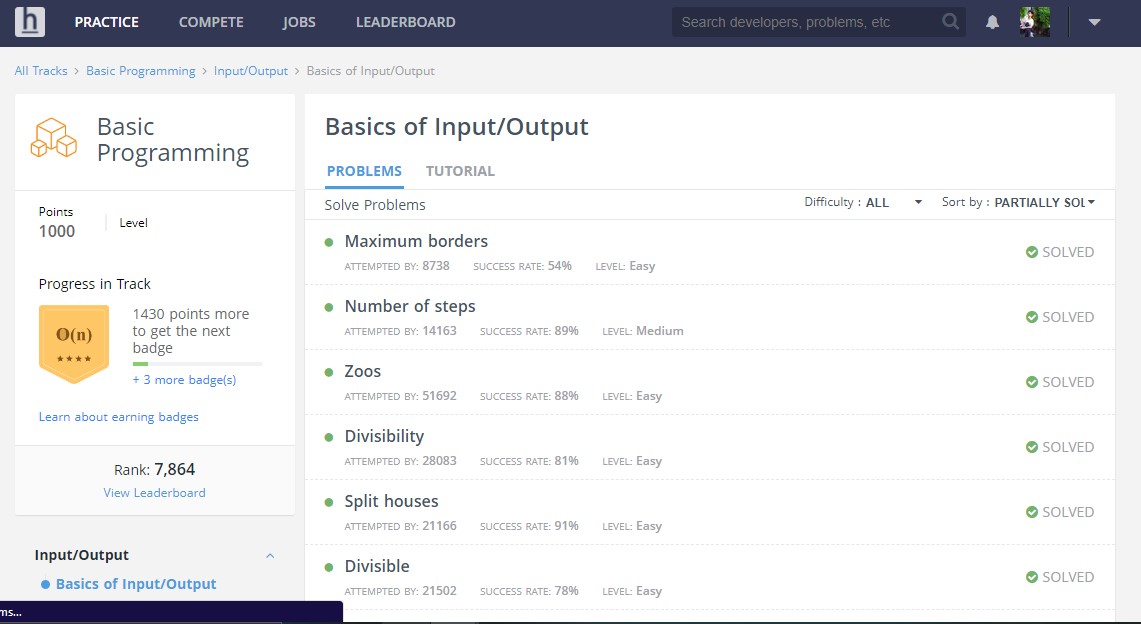 h PRACTICE COMPETE JOBS LEADERBOARD Search developers, problems, etc
All Tracks > Basic Programming > Input/Output > Basics of Input/Output
Basic
Programming
Points
1000
Level
Progress in Track
O(n)
★★★★
1430 points more
to get the next
badge
+ 3 more badge(s)
Learn about earning badges
Rank: 7,864
View Leaderboard
Input/Output
Basics of Input/Output
ms...
Basics of Input/Output
PROBLEMS TUTORIAL
Solve Problems Difficulty : ALL Sort by : PARTIALLY SOL
Maximum borders
ATTEMPTED BY: 8738 SUCCESS RATE: 54% LEVEL: Easy
SOLVED
Number of steps
ATTEMPTED BY: 14163 SUCCESS RATE: 89% LEVEL: Medium
SOLVED
Zoos
ATTEMPTED BY: 51692 SUCCESS RATE: 88% LEVEL: Easy
SOLVED
Divisibility
ATTEMPTED BY: 28083 SUCCESS RATE: 81% LEVEL: Easy
SOLVED
Split houses
ATTEMPTED BY: 21166 SUCCESS RATE: 91% LEVEL: Easy
SOLVED
Divisible
ATTEMPTED BY: 21502 SUCCESS RATE: 78% LEVEL: Easy
SOLVED